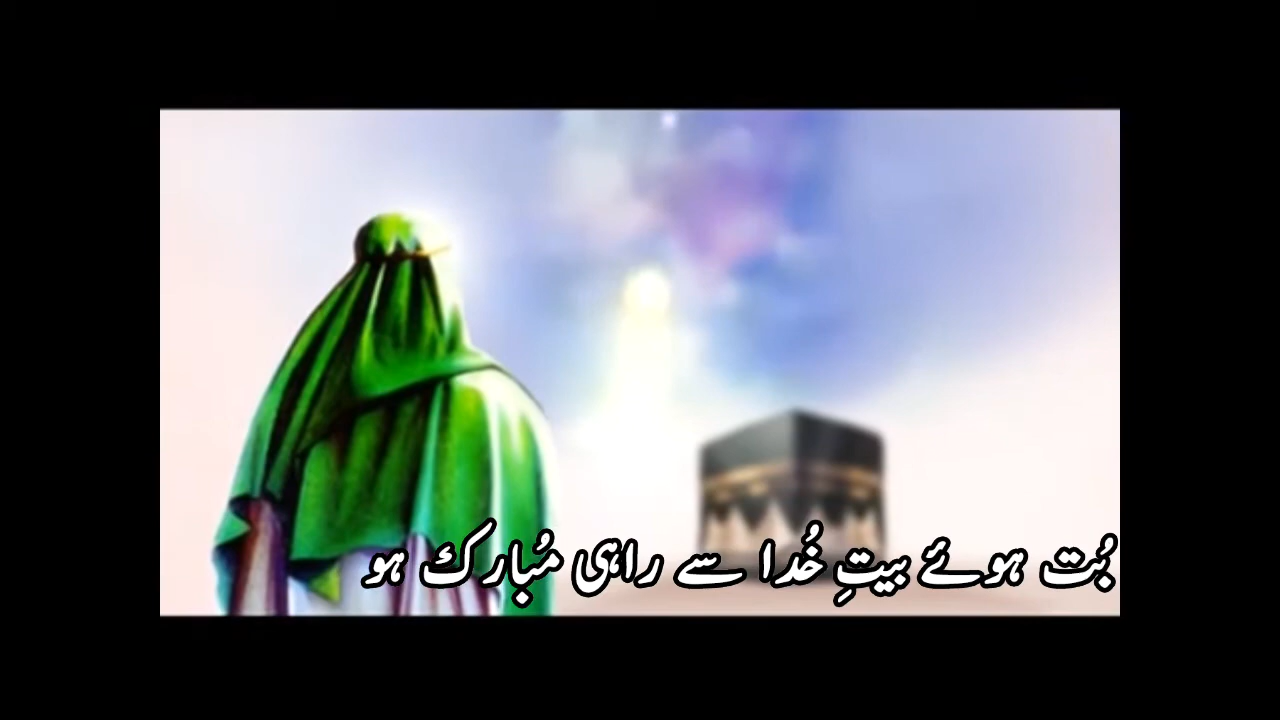 بُت ہوئے بیتِ خُدا سے راہی مُبارک ہو